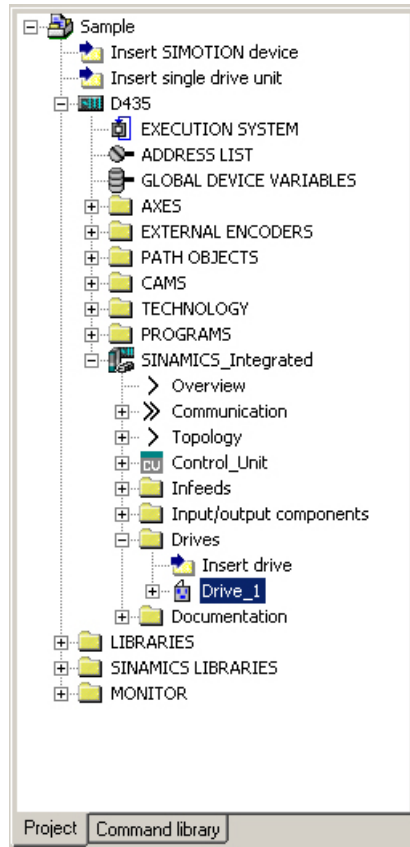 Sample
Insert SIMOTION device
Insert single drive unit
D435
EXECUTION SYSTEM
ADDRESS LIST
GLOBAL DEVICE VARIABLES
AXES
EXTERNAL ENCODERS
PATH OBJECTS
CAMS
TECHNOLOGY
PROGRAMS
SINAMICS_Integrated
Overview
Communication
Topology
CU Control_Unit
Infeeds
Input/output components
Drives
Insert drive
Drive_1
Documentation
LIBRARIES
SINAMICS LIBRARIES
MONITOR
Project Command library